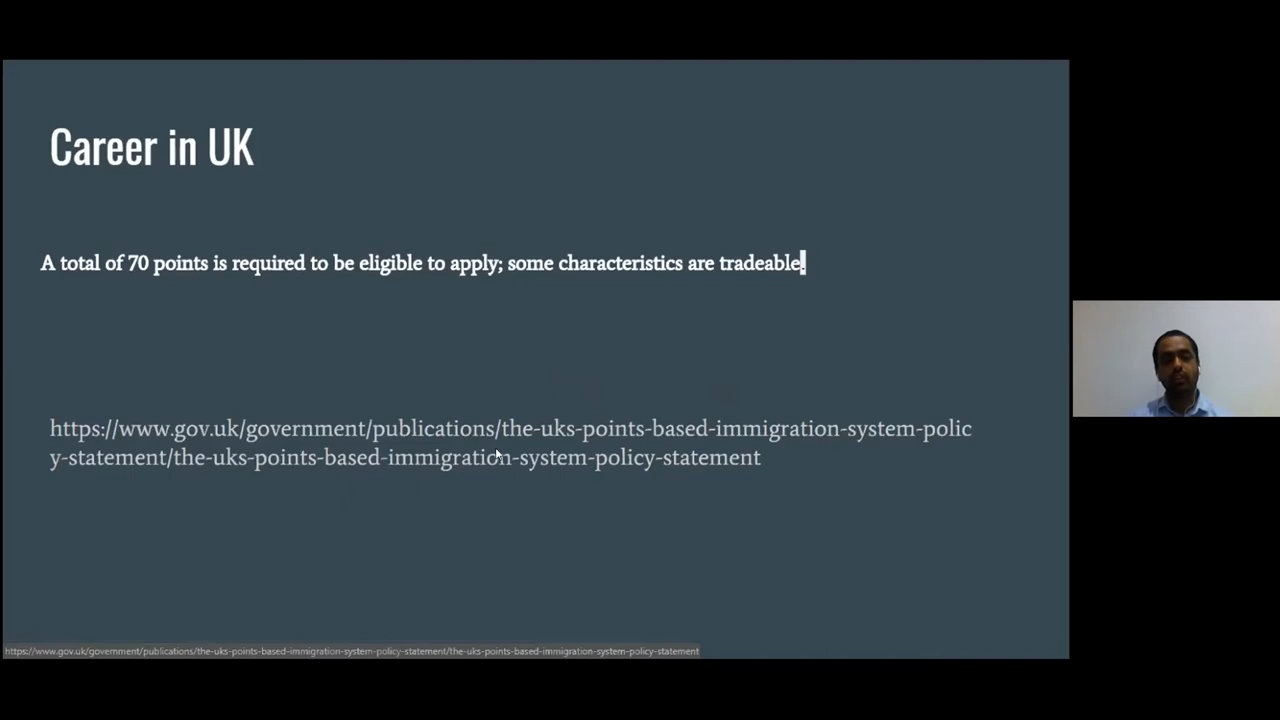 Career in UK
A total of 70 points is required to be eligible to apply; some characteristics are tradeable.
https://www.gov.uk/government/publications/the-uks-points-based-immigration-system-polic
y-statement/the-uks-points-based-immigration-system-policy-statement
https://www.gov.uk/government/publications/the-uks-points-based-immigration-system-policy-statement/the-uks-points-based-immigration-system-policy-statement